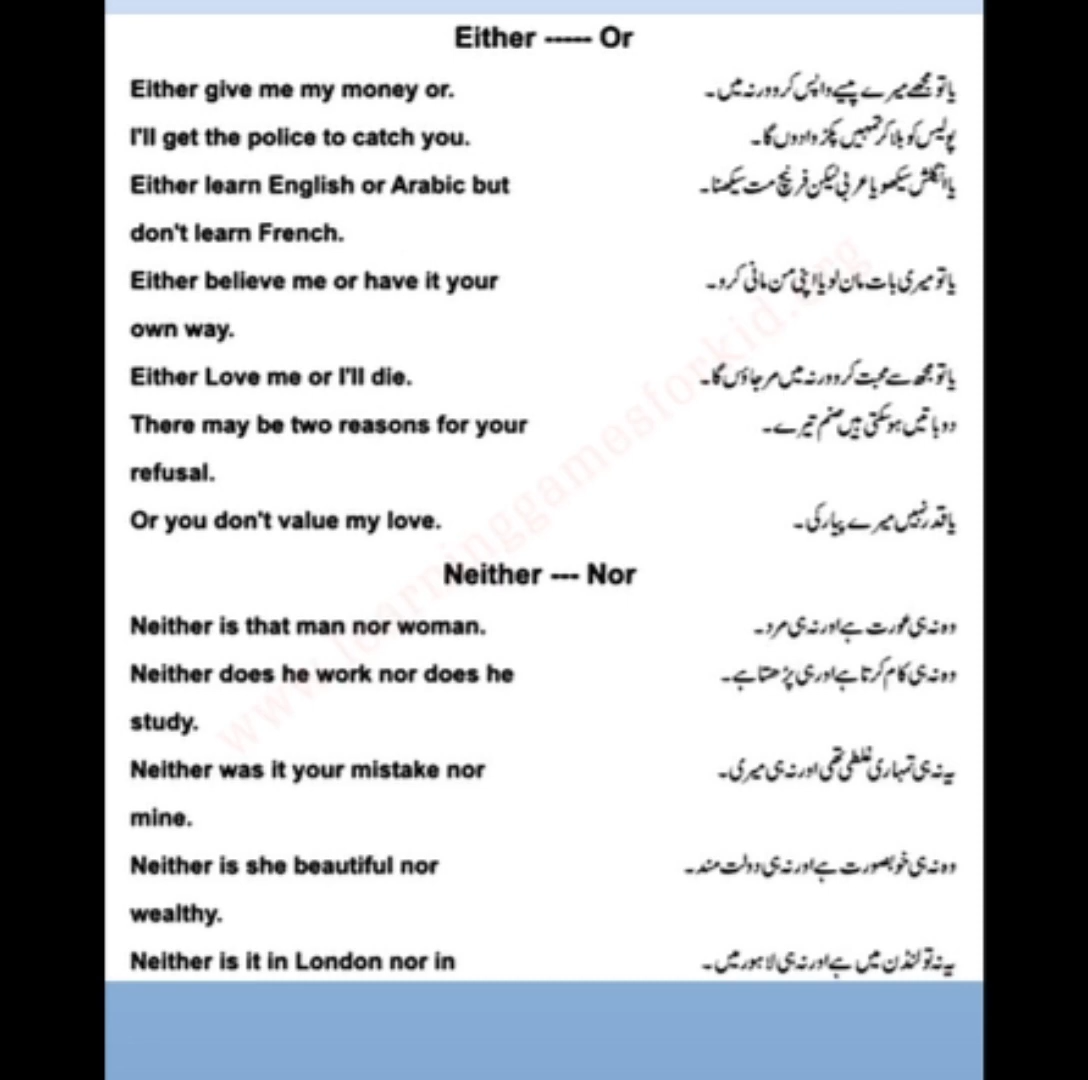 Either ----- Or
Either give me my money or. یا تو مجھے میرے پیسے واپس کرو ورنہ میں۔
I'll get the police to catch you. پولیس کو بلا کر تمہیں پکڑوا دوں گا۔
Either learn English or Arabic but یا انگلش سیکھو یا عربی لیکن فرنچ مت سیکھنا۔
don't learn French.
Either believe me or have it your یا تو میری بات مان لو یا اپنی من مانی کرو۔
own way.
Either Love me or I'll die. یا تو مجھ سے محبت کرو ورنہ میں مر جاؤں گا۔
There may be two reasons for your دو باتیں ہو سکتی ہیں صنم تیرے۔
refusal.
Or you don't value my love. یا قدر نہیں میرے پیار کی۔
Neither --- Nor
Neither is that man nor woman. وہ نہ ہی عورت ہے اور نہ ہی مرد۔
Neither does he work nor does he وہ نہ ہی کام کرتا ہے اور ہی پڑھتا ہے۔
study.
Neither was it your mistake nor یہ نہ ہی تمہاری غلطی تھی اور نہ ہی میری۔
mine.
Neither is she beautiful nor وہ نہ ہی خوبصورت ہے اور نہ ہی دولت مند۔
wealthy.
Neither is it in London nor in یہ نہ تو لنڈن میں ہے اور نہ ہی لاہور میں۔
www.learninggamesforkid.org